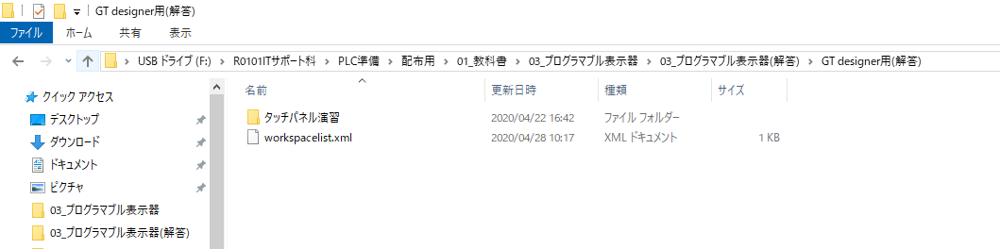 GT designer用(解答)
ファイル ホーム 共有 表示
USB ドライブ (F:) > R0101ITサポート科 > PLC準備 > 配布用 > 01_教科書 > 03_プログラマブル表示器 > 03_プログラマブル表示器(解答) > GT designer用(解答)
名前 更新日時 種類 サイズ
クイック アクセス
デスクトップ
ダウンロード
ドキュメント
ピクチャ
03_プログラマブル表示器
03_プログラマブル表示器(解答)
タッチパネル演習 2020/04/22 16:42 ファイル フォルダー
workspacelist.xml 2020/04/28 10:17 XML ドキュメント 1 KB